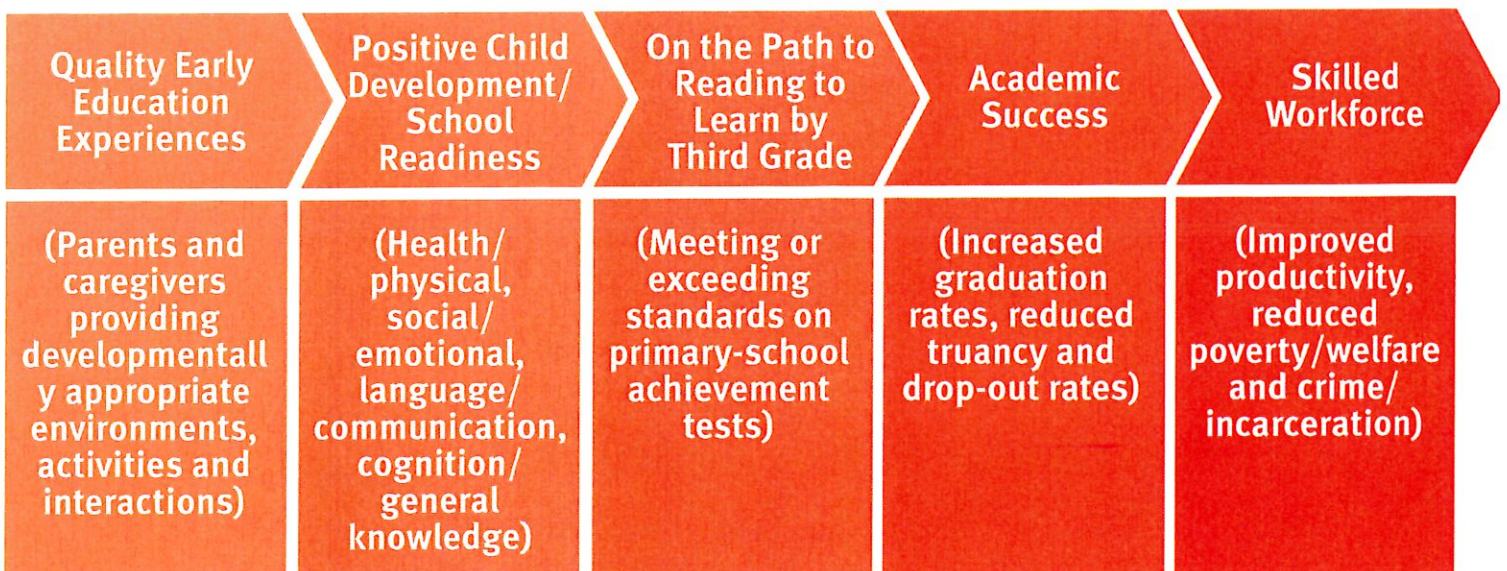 Quality Early
Education
Experiences
Positive Child
Development/
School
Readiness
On the Path to
Reading to
Learn by
Third Grade
Academic
Success
Skilled
Workforce
(Parents and
caregivers
providing
developmentall
y appropriate
environments,
activities and
interactions)
(Health/
physical,
social/
emotional,
language/
communication,
cognition/
general
knowledge)
(Meeting or
exceeding
standards on
primary-school
achievement
tests)
(Increased
graduation
rates, reduced
truancy and
drop-out rates)
(Improved
productivity,
reduced
poverty/welfare
and crime/
incarceration)